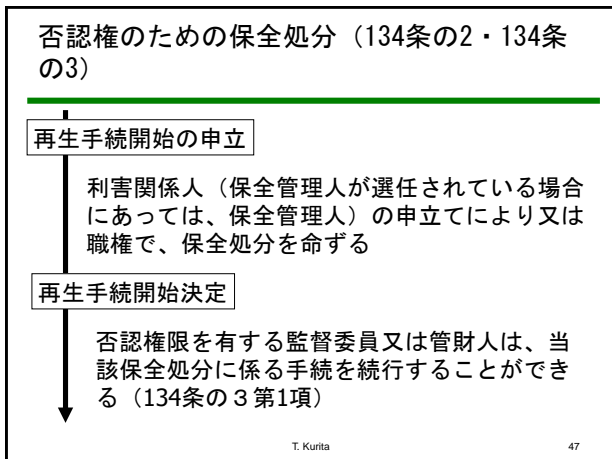 否認権のための保全処分（134条の2・134条
の3）
再生手続開始の申立
利害関係人（保全管理人が選任されている場合
にあっては、保全管理人）の申立てにより又は
職権で、保全処分を命ずる
再生手続開始決定
否認権限を有する監督委員又は管財人は、当
該保全処分に係る手続を続行することができ
る（134条の３第1項）
T. Kurita
47